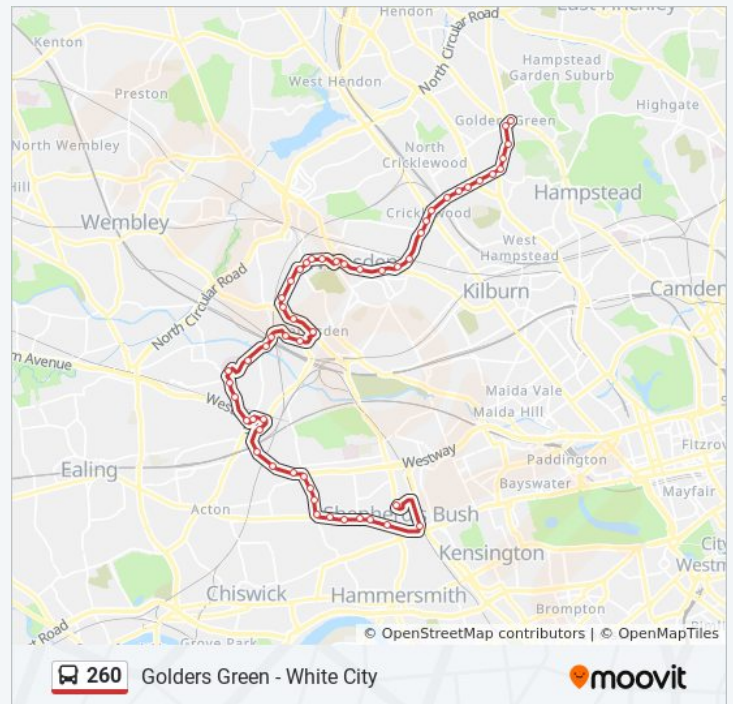 Hendon
East Finchley
Kenton
North Circular Road
Hampstead
Garden Suburb
West Hendon
Preston
Highgate
Golders Green
North Wembley
North
Cricklewood
Hill
Hampstead
Wembley
Cricklewood
West
Hampstead
North Circular Road
Kilburn
Camden
m Avenue
Maida Vale
Maida Hill
Fitzrov
Westway
Paddington
Ealing
Bayswater
Mayfair
Acton
Shepherd's Bush
City
Westm
Kensington
Chiswick
Hammersmith
Brompton
Grove Park
© OpenStreetMap contributors | © OpenMapTiles
260 Golders Green - White City
moovit